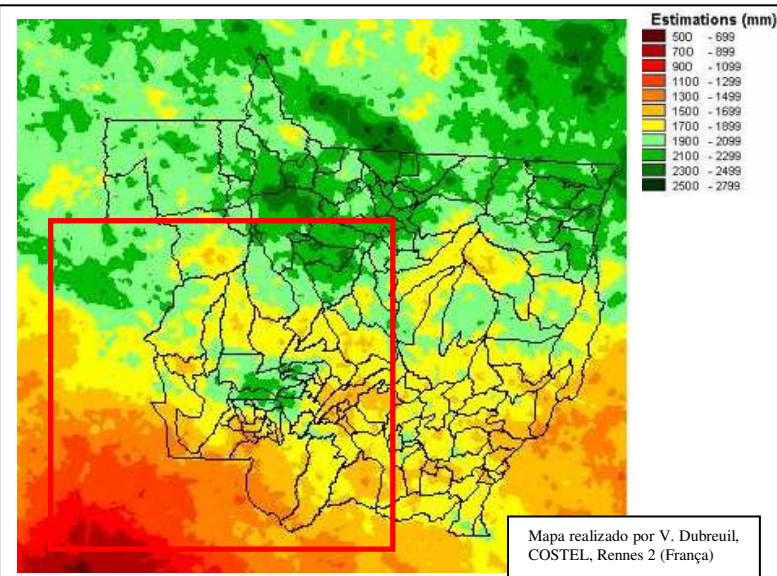 Estimations (mm)
500 - 699
700 - 899
900 - 1099
1100 - 1299
1300 - 1499
1500 - 1699
1700 - 1899
1900 - 2099
2100 - 2299
2300 - 2499
2500 - 2799
Mapa realizado por V. Dubreuil,
COSTEL, Rennes 2 (França)